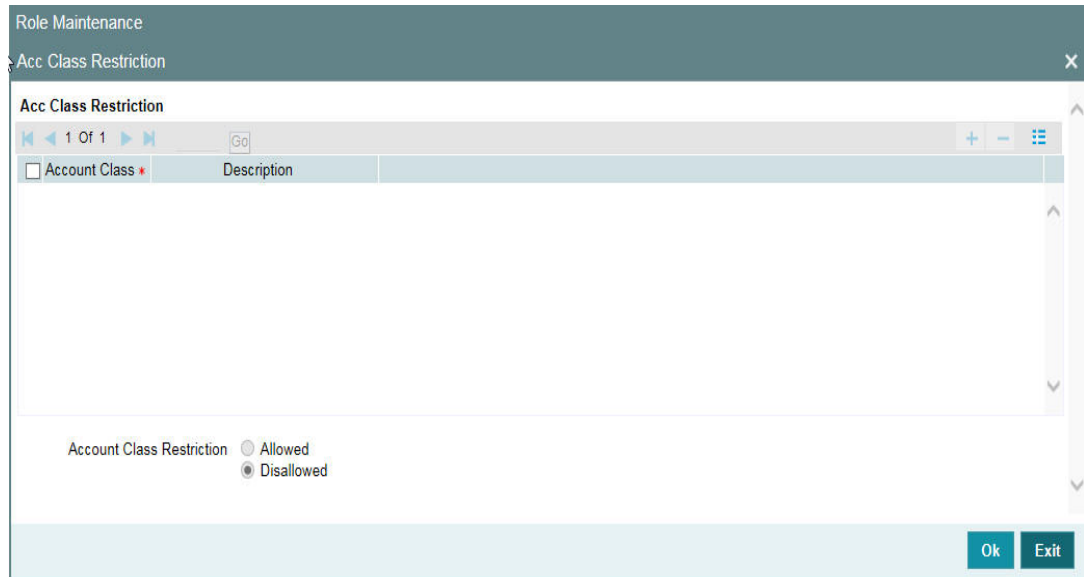 Role Maintenance
Acc Class Restriction
Acc Class Restriction
1 Of 1 Go
Account Class * Description
Account Class Restriction Allowed
Disallowed
Ok Exit